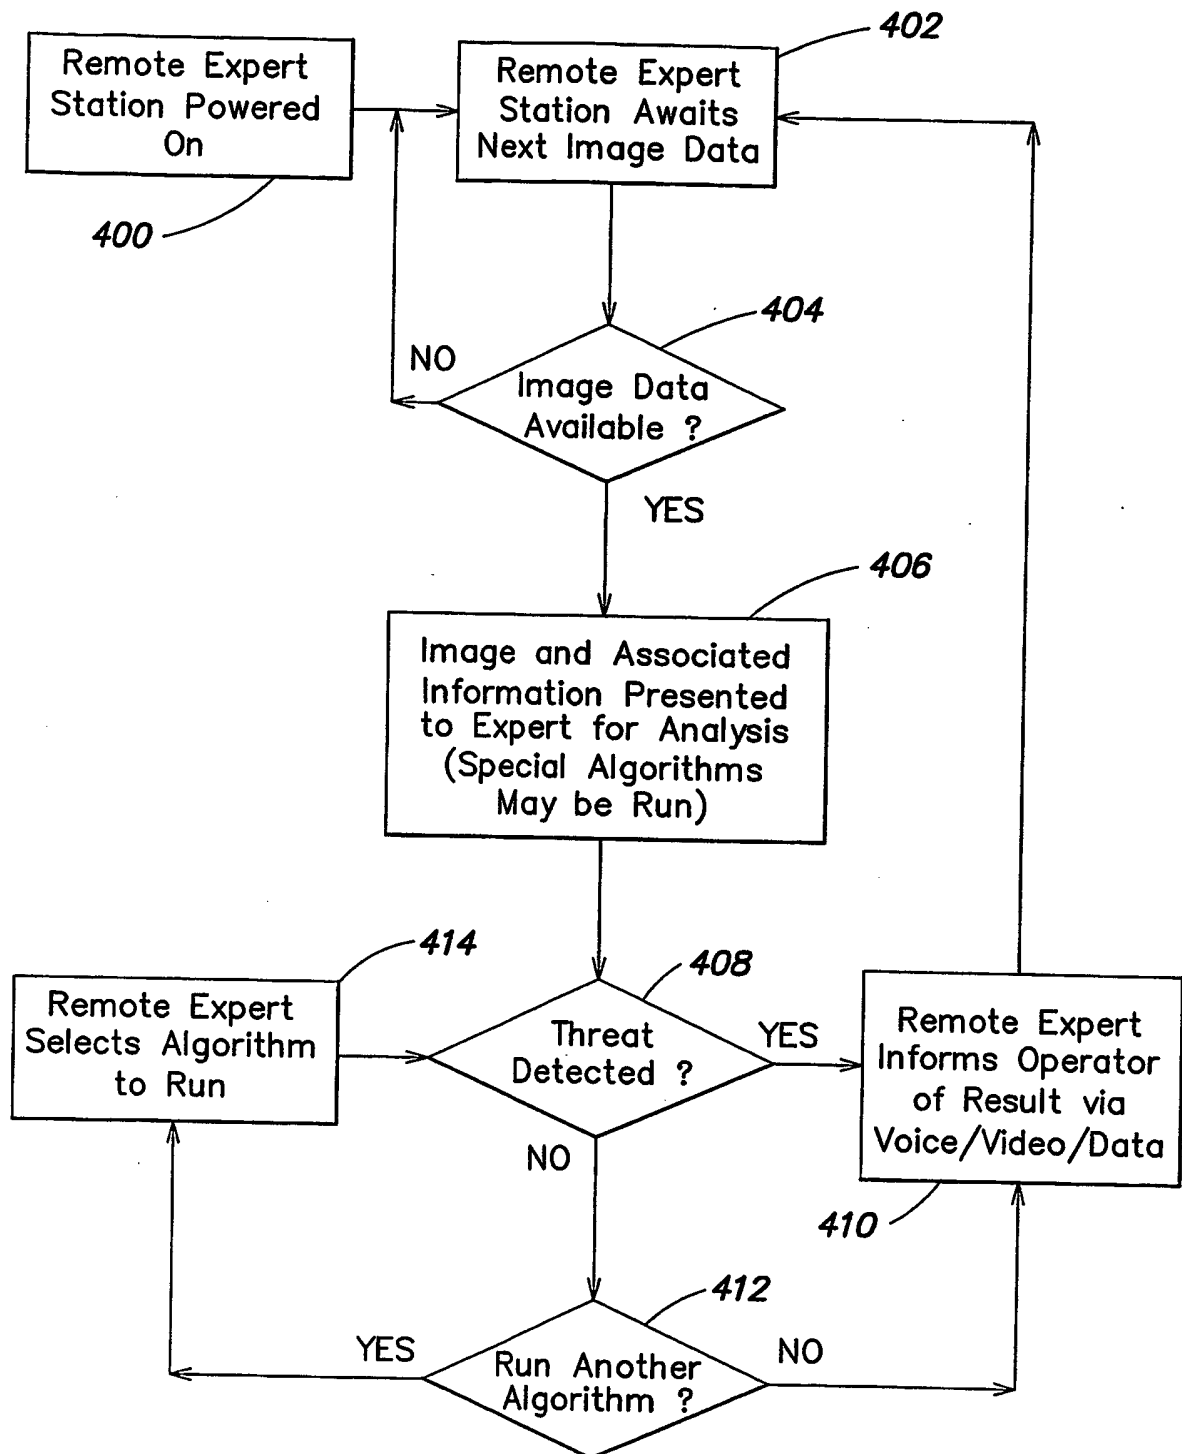 Remote Expert
Station Powered
On
400
Remote Expert
Station Awaits
Next Image Data
402
404
NO
Image Data
Available ?
YES
406
Image and Associated
Information Presented
to Expert for Analysis
(Special Algorithms
May be Run)
414
Remote Expert
Selects Algorithm
to Run
408
Threat
Detected ?
YES
NO
Remote Expert
Informs Operator
of Result via
Voice/Video/Data
410
412
YES
Run Another
Algorithm ?
NO